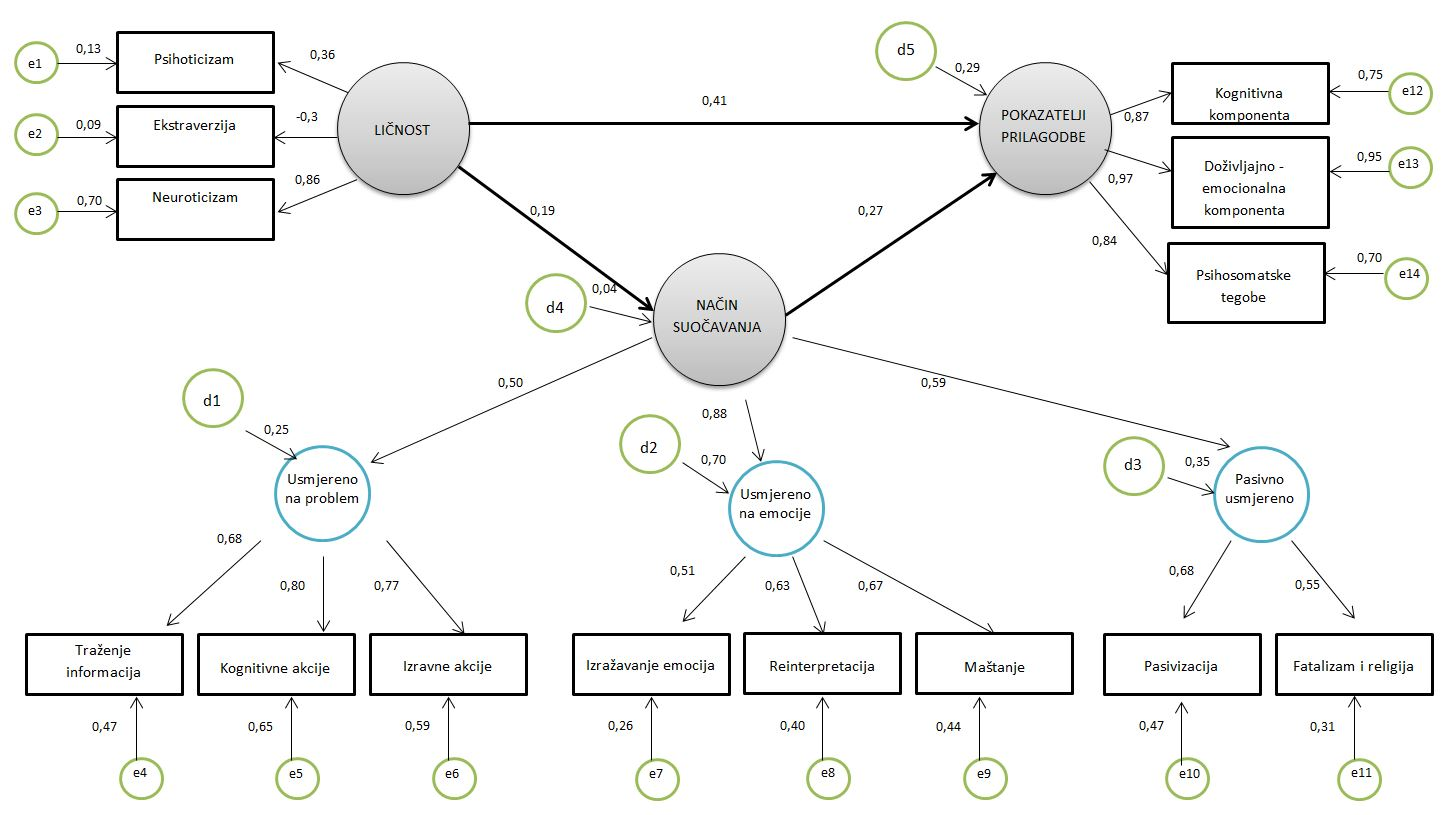 d5
0,13
0,36
0,29
0,75
Psihoticizam
e1
Kognitivna
komponenta
e12
0,87
0,41
-0,3
Ekstraverzija
0,09
e2
LIČNOST
POKAZATELJI
PRILAGODBE
0,95
e13
Doživljajno -
emocionalna
komponenta
0,97
0,86
Neuroticizam
0,70
e3
0,19
0,27
0,84
0,70
e14
Psihosomatske
tegobe
0,04
d4
NAČIN
SUOČAVANJA
0,50
0,59
d1
0,25
0,88
d2
0,70
d3
0,35
Usmjereno
na problem
Usmjereno
na emocije
Pasivno
usmjereno
0,68
0,80
0,77
0,51
0,63
0,67
0,68
0,55
Traženje
informacija
Kognitivne akcije
Izravne akcije
Izražavanje emocija
Reinterpretacija
Maštanje
Pasivizacija
Fatalizam i religija
0,47
0,65
0,59
0,26
0,40
0,44
0,47
0,31
e4
e5
e6
e7
e8
e9
e10
e11